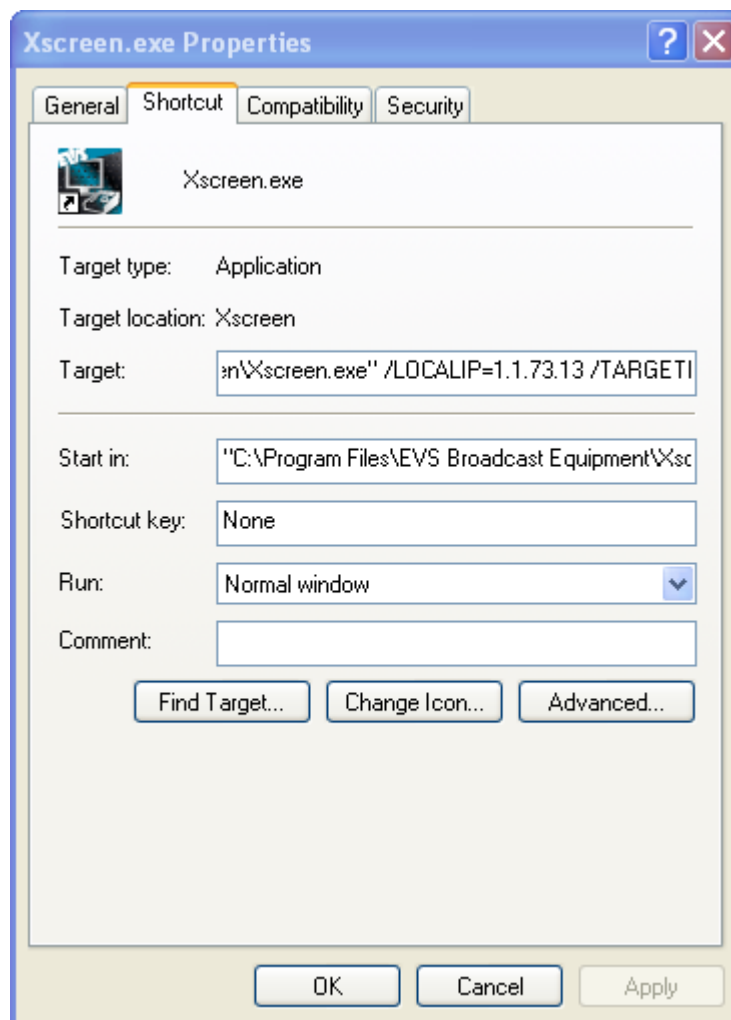 Xscreen.exe Properties
General Shortcut Compatibility Security
EVS
Xscreen.exe
Target type: Application
Target location: Xscreen
Target: en\Xscreen.exe" /LOCALIP=1.1.73.13 /TARGETI
Start in: "C:\Program Files\EVS Broadcast Equipment\Xsc
Shortcut key: None
Run: Normal window
Comment:
Find Target... Change Icon... Advanced...
OK Cancel Apply